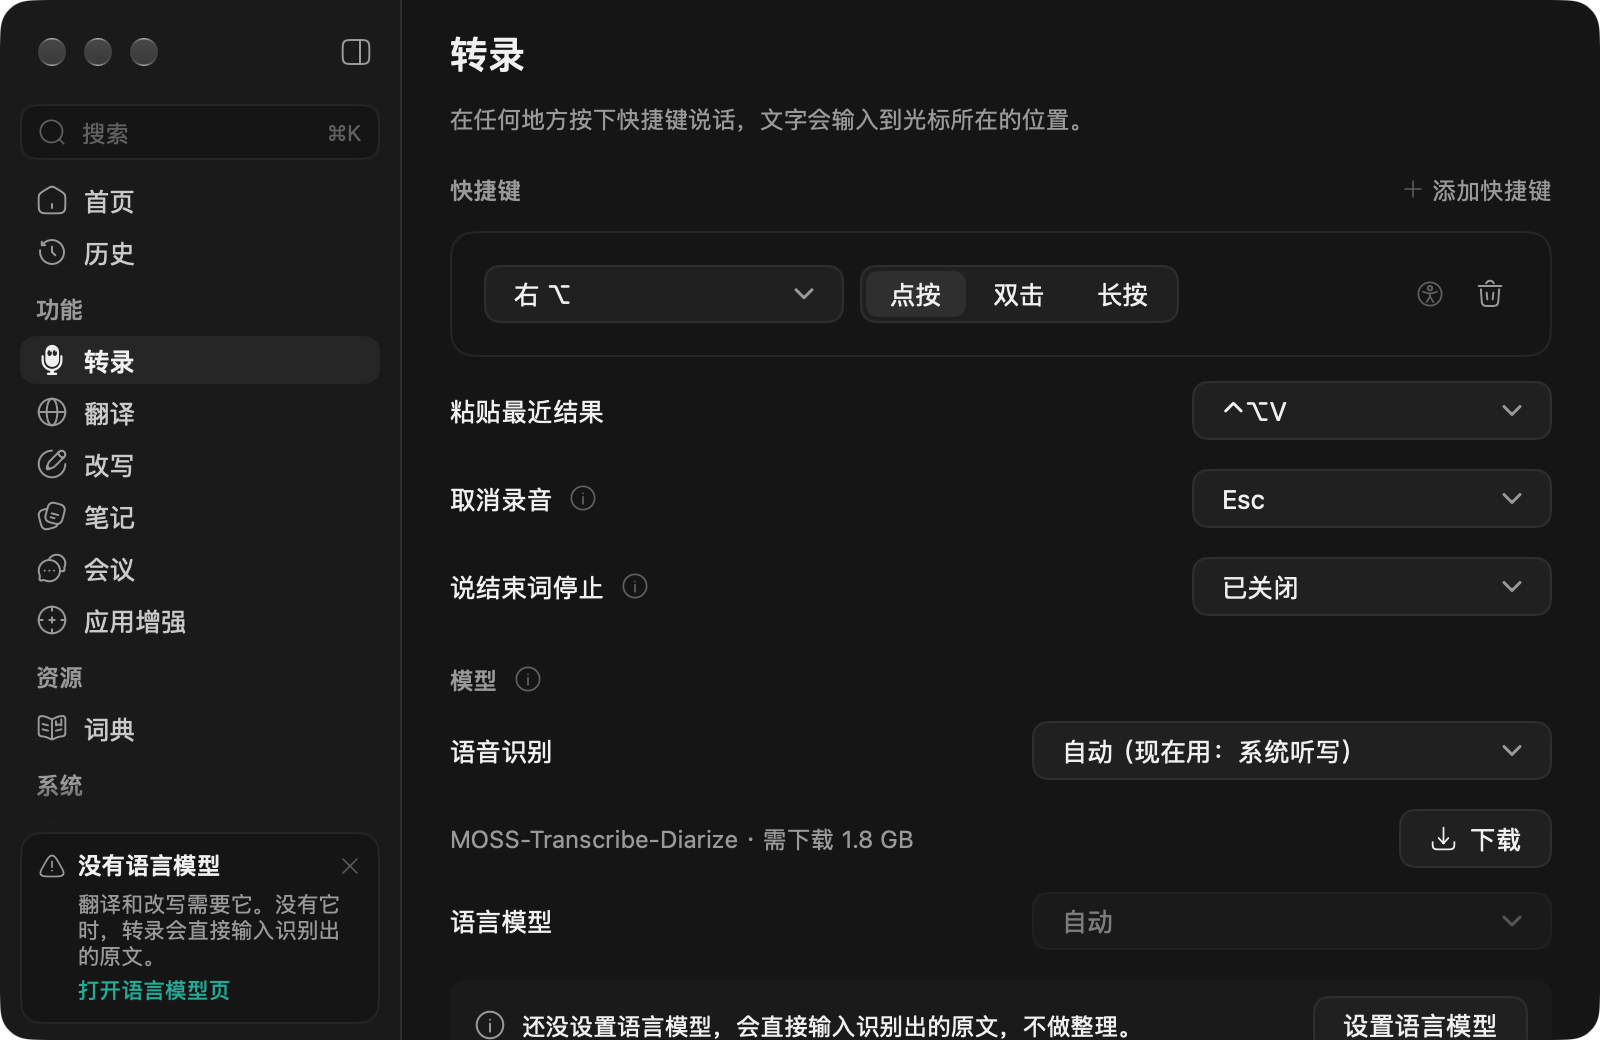 搜索 ⌘K
首页
历史
功能
转录
翻译
改写
笔记
会议
应用增强
资源
词典
系统
没有语言模型
翻译和改写需要它。没有它
时，转录会直接输入识别出
的原文。
打开语言模型页
转录
在任何地方按下快捷键说话，文字会输入到光标所在的位置。
快捷键 + 添加快捷键
右 ⌥ 点按 双击 长按
粘贴最近结果 ^⌥V
取消录音 Esc
说结束词停止 已关闭
模型
语音识别 自动（现在用：系统听写）
MOSS-Transcribe-Diarize · 需下载 1.8 GB 下载
语言模型 自动
还没设置语言模型，会直接输入识别出的原文，不做整理。 设置语言模型